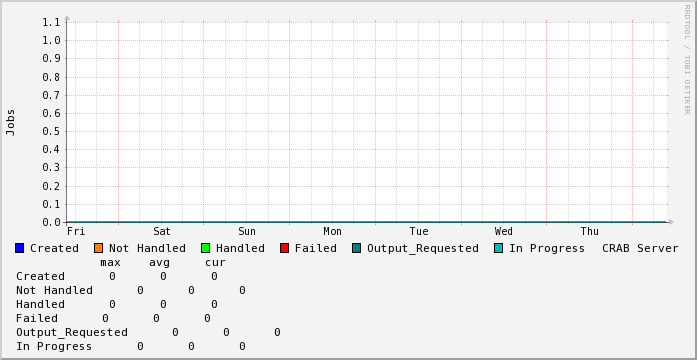 RRDTOOL / TOBI OETIKER
Jobs
1.1
1.0
0.9
0.8
0.7
0.6
0.5
0.4
0.3
0.2
0.1
0.0
Fri Sat Sun Mon Tue Wed Thu
Created Not Handled Handled Failed Output_Requested In Progress CRAB Server
max avg cur
Created 0 0 0
Not Handled 0 0 0
Handled 0 0 0
Failed 0 0 0
Output_Requested 0 0 0
In Progress 0 0 0